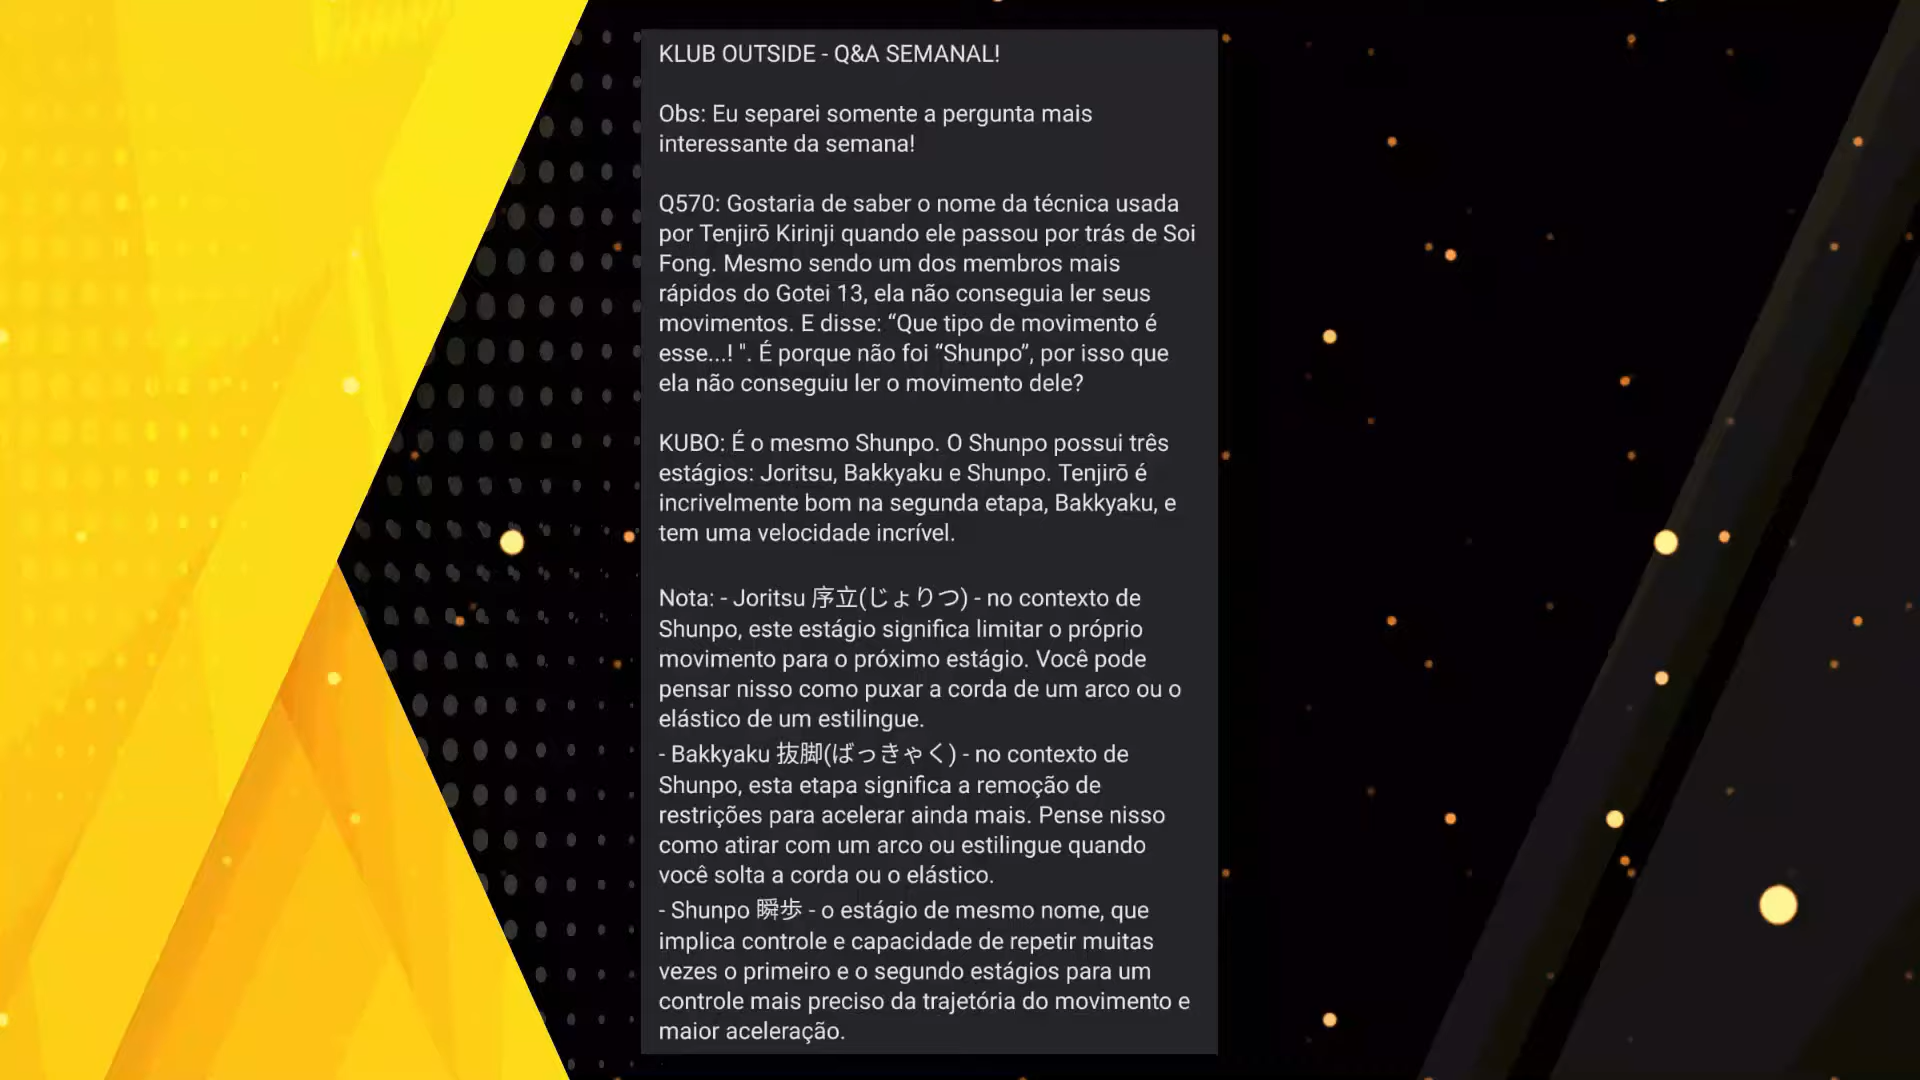 KLUB OUTSIDE - Q&A SEMANAL!
Obs: Eu separei somente a pergunta mais
interessante da semana!
Q570: Gostaria de saber o nome da técnica usada
por Tenjirō Kirinji quando ele passou por trás de Soi
Fong. Mesmo sendo um dos membros mais
rápidos do Gotei 13, ela não conseguia ler seus
movimentos. E disse: “Que tipo de movimento é
esse...! ". É porque não foi “Shunpo”, por isso que
ela não conseguiu ler o movimento dele?
KUBO: É o mesmo Shunpo. O Shunpo possui três
estágios: Joritsu, Bakkyaku e Shunpo. Tenjirō é
incrivelmente bom na segunda etapa, Bakkyaku, e
tem uma velocidade incrível.
Nota: - Joritsu 序立(じょりつ) - no contexto de
Shunpo, este estágio significa limitar o próprio
movimento para o próximo estágio. Você pode
pensar nisso como puxar a corda de um arco ou o
elástico de um estilingue.
- Bakkyaku 抜脚(ばっきゃく) - no contexto de
Shunpo, esta etapa significa a remoção de
restrições para acelerar ainda mais. Pense nisso
como atirar com um arco ou estilingue quando
você solta a corda ou o elástico.
- Shunpo 瞬歩 - o estágio de mesmo nome, que
implica controle e capacidade de repetir muitas
vezes o primeiro e o segundo estágios para um
controle mais preciso da trajetória do movimento e
maior aceleração.